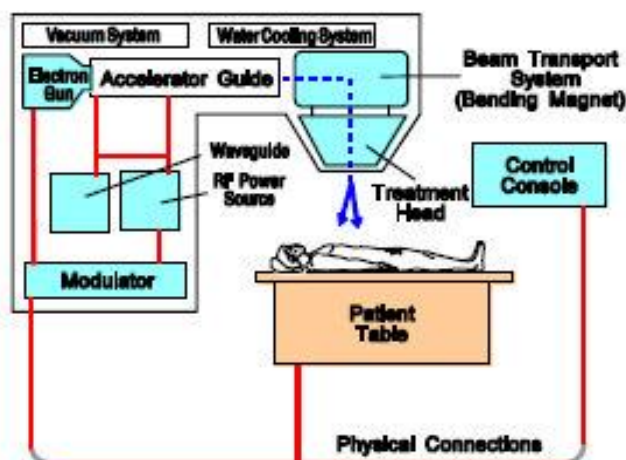 Vacuum System
Water Cooling System
Electron
Gun
Accelerator Guide
Beam Transport
System
(Bending Magnet)
Waveguide
RF Power
Source
Treatment
Head
Control
Console
Modulator
Patient
Table
Physical Connections